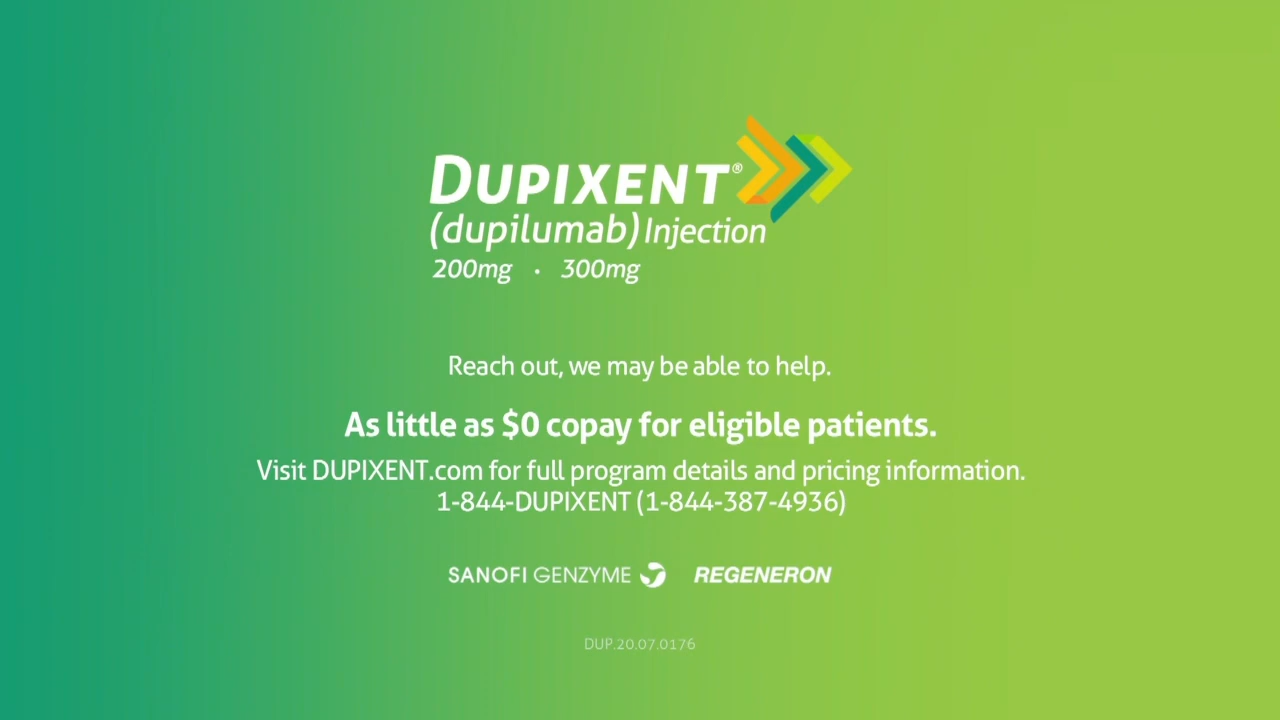 DUPIXENT®
(dupilumab) Injection
200mg · 300mg
Reach out, we may be able to help.
As little as $0 copay for eligible patients.
Visit DUPIXENT.com for full program details and pricing information.
1-844-DUPIXENT (1-844-387-4936)
SANOFI GENZYME REGENERON
DUP.20.07.0176